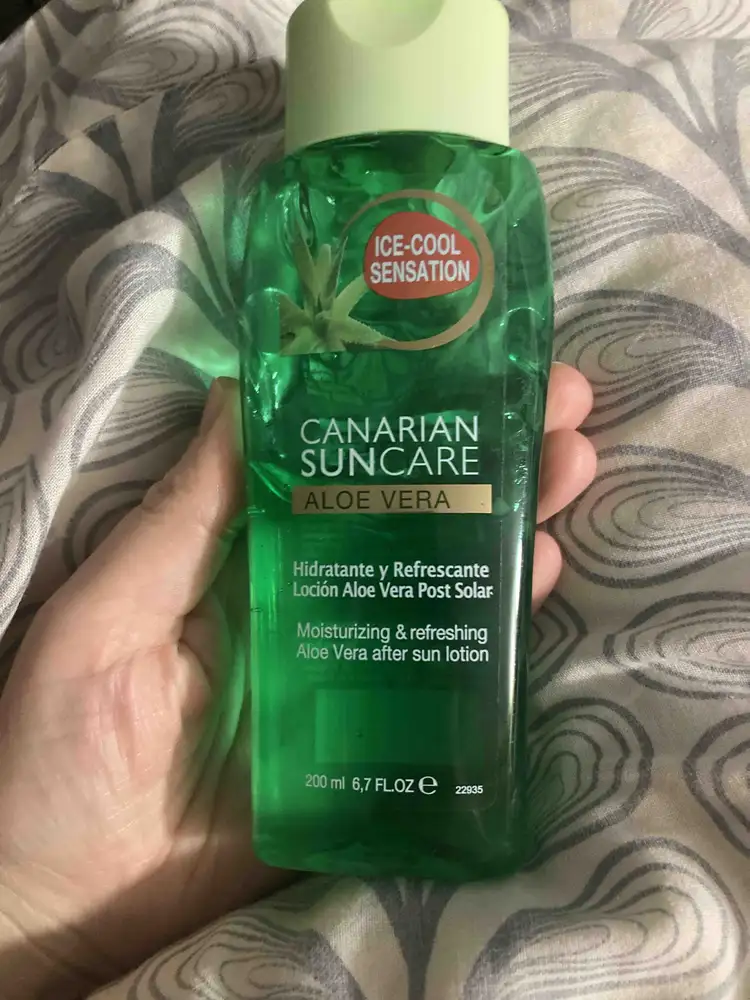 ICE-COOL
SENSATION
CANARIAN
SUNCARE
ALOE VERA
Hidratante y Refrescante
Loción Aloe Vera Post Solar
Moisturizing & refreshing
Aloe Vera after sun lotion
200 ml 6,7 FL.OZ ℮ 22935